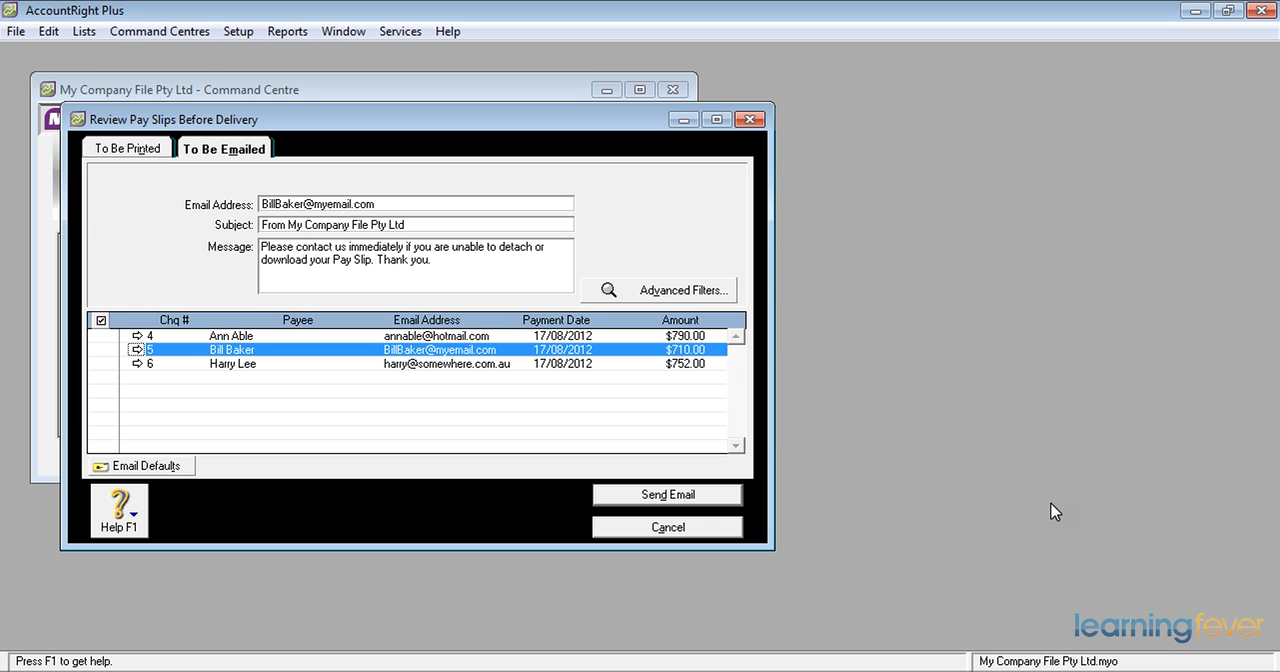 AccountRight Plus
File Edit Lists Command Centres Setup Reports Window Services Help
My Company File Pty Ltd - Command Centre
Review Pay Slips Before Delivery
To Be Printed To Be Emailed
Email Address: BillBaker@myemail.com
Subject: From My Company File Pty Ltd
Message: Please contact us immediately if you are unable to detach or
download your Pay Slip. Thank you.
Advanced Filters...
Chq # Payee Email Address Payment Date Amount
4 Ann Able annable@hotmail.com 17/08/2012 $790.00
5 Bill Baker BillBaker@myemail.com 17/08/2012 $710.00
6 Harry Lee harry@somewhere.com.au 17/08/2012 $752.00
Email Defaults
Send Email
Help F1
Cancel
learningfever
Press F1 to get help. My Company File Pty Ltd.myo